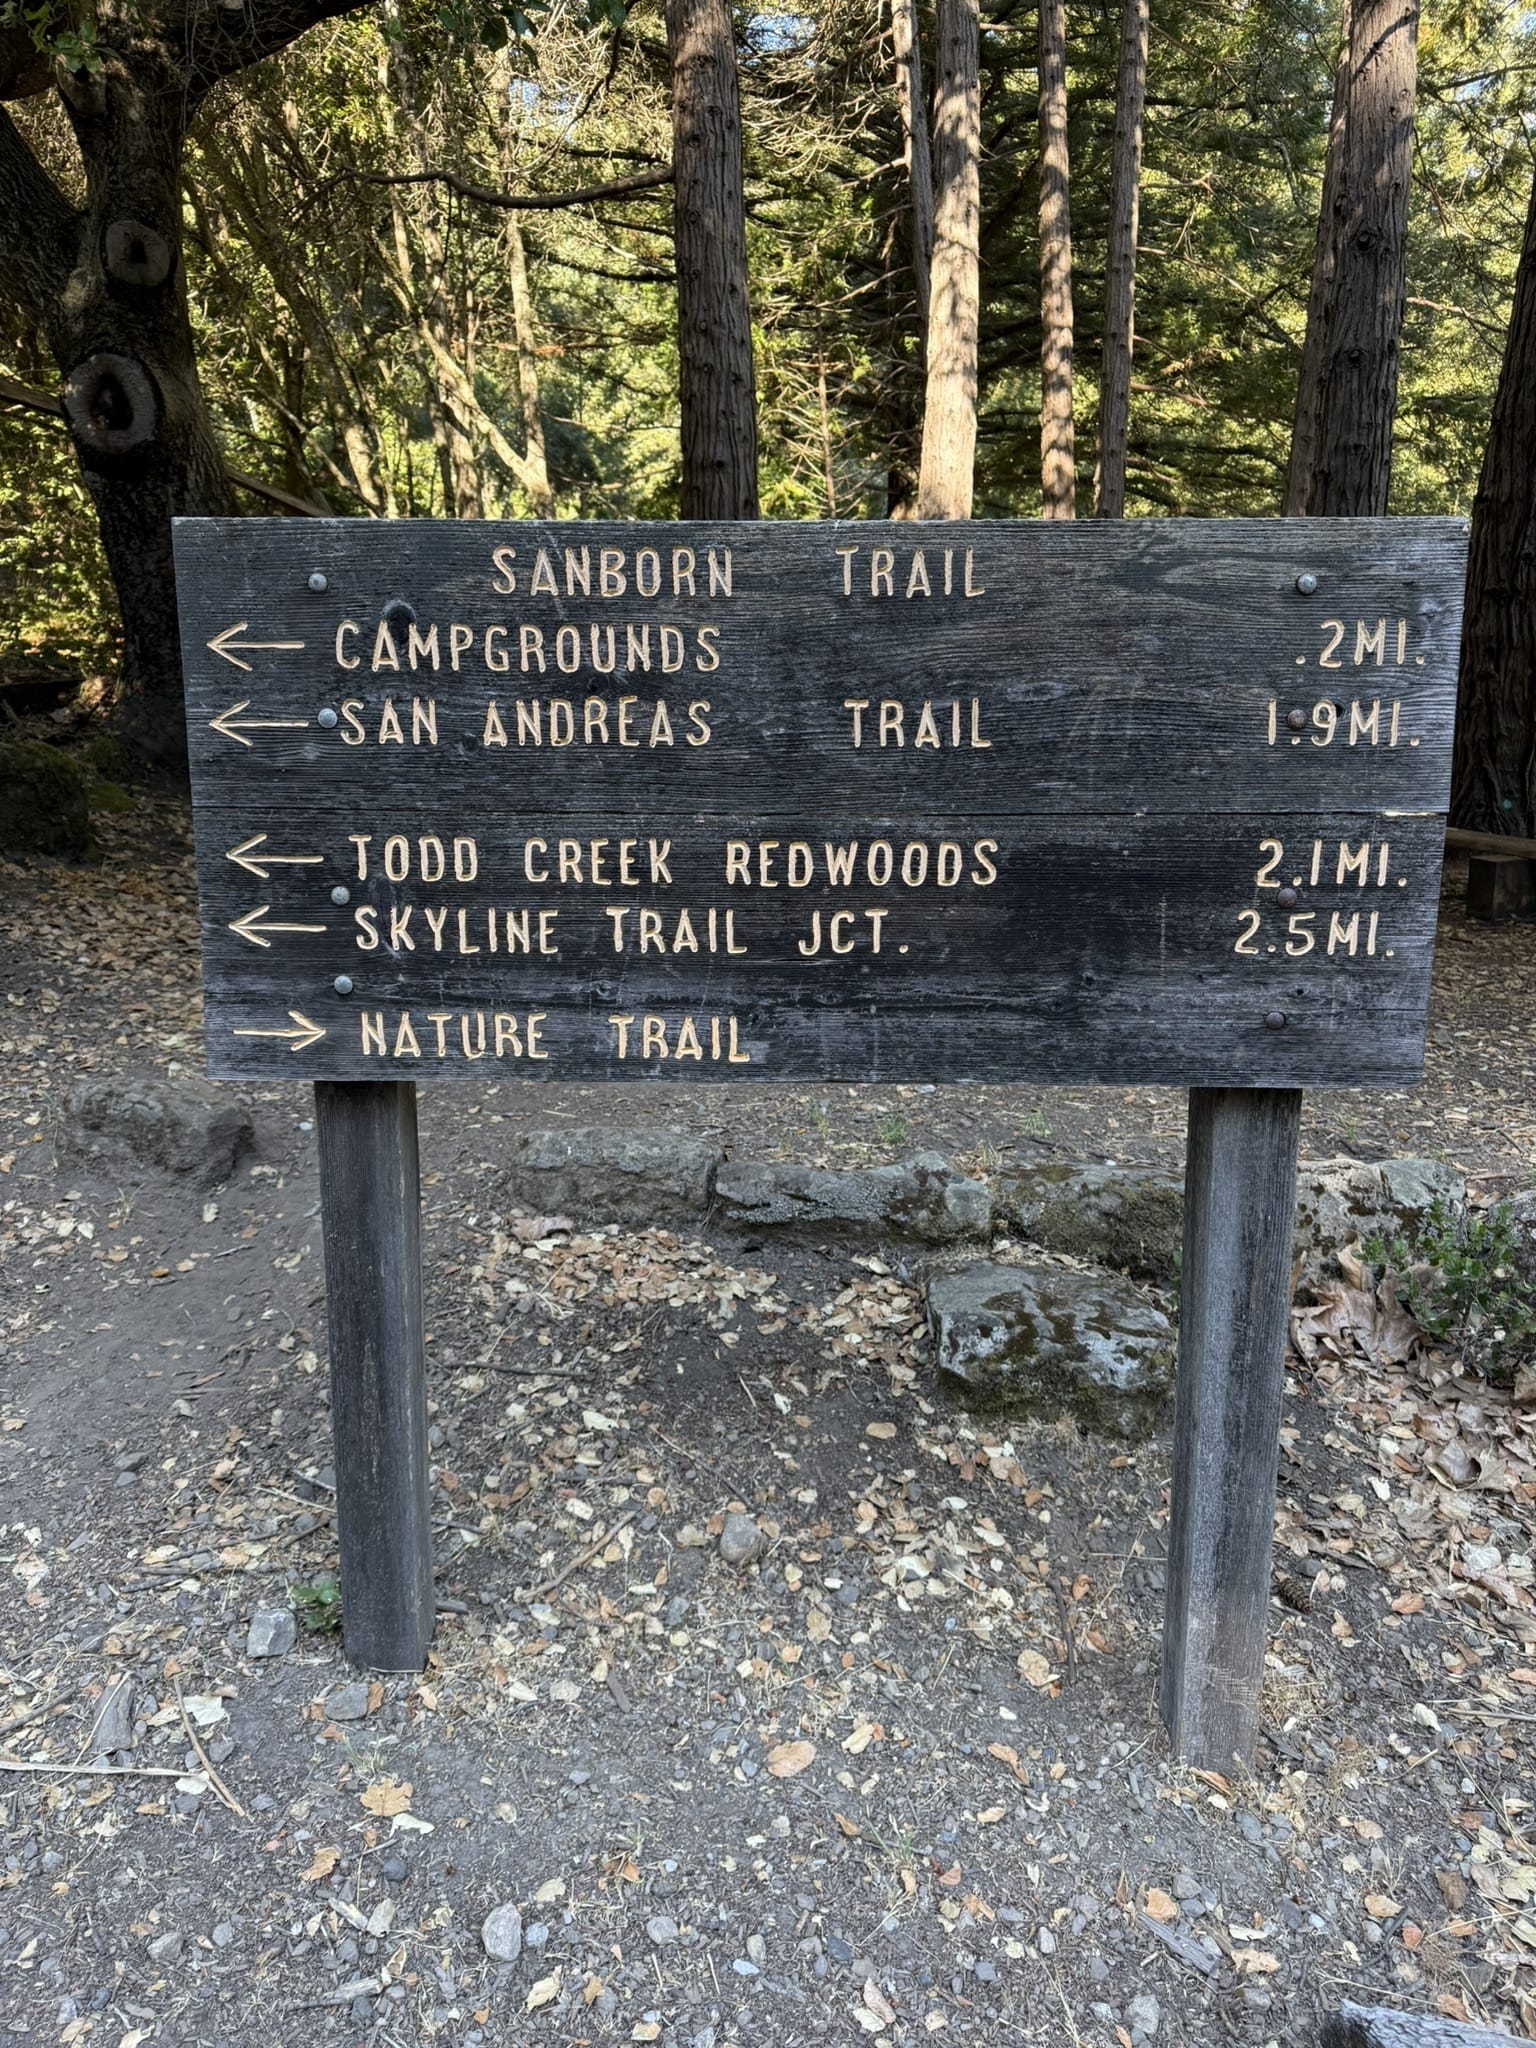 SANBORN TRAIL
← CAMPGROUNDS .2MI.
← SAN ANDREAS TRAIL 1.9MI.
← TODD CREEK REDWOODS 2.1MI.
← SKYLINE TRAIL JCT. 2.5MI.
→ NATURE TRAIL